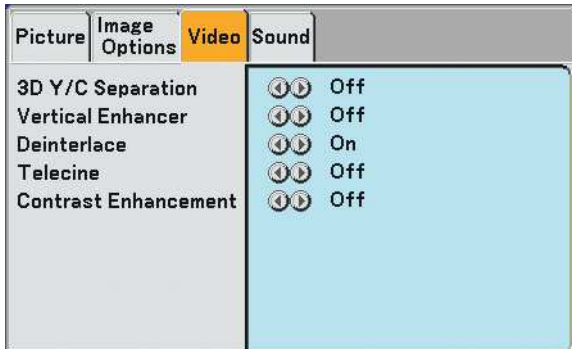 Picture Image Options Video Sound
3D Y/C Separation Off
Vertical Enhancer Off
Deinterlace On
Telecine Off
Contrast Enhancement Off